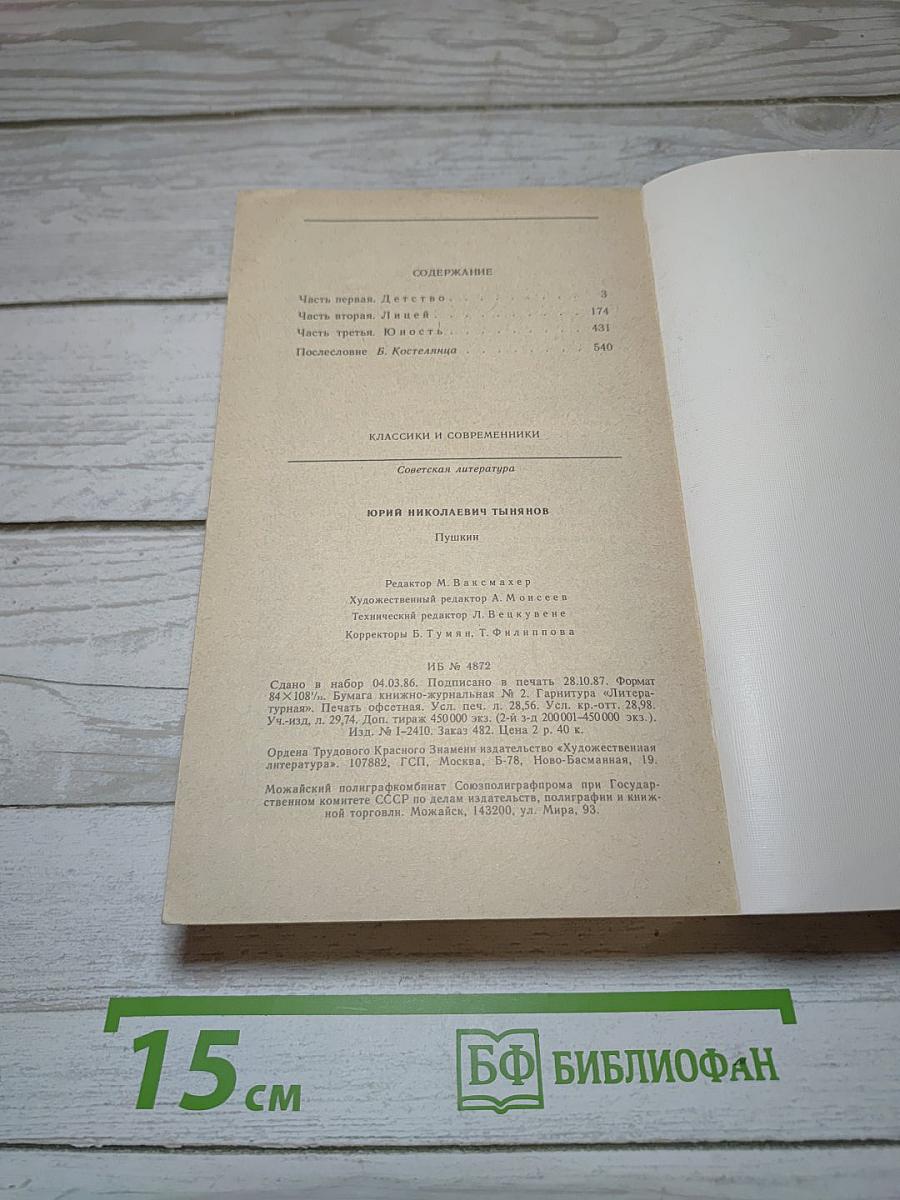 СОДЕРЖАНИЕ
Часть первая. Детство . . . . . . . . . . 3
Часть вторая. Лицей . . . . . . . . . . . 174
Часть третья. Юность . . . . . . . . . . 431
Послесловие Б. Костелянца . . . . . . . . . 540
КЛАССИКИ И СОВРЕМЕННИКИ
Советская литература
ЮРИЙ НИКОЛАЕВИЧ ТЫНЯНОВ
Пушкин
Редактор М. Ваксмахер
Художественный редактор А. Моисеев
Технический редактор Л. Вецкувене
Корректоры Б. Тумян, Т. Филиппова
ИБ № 4872
Сдано в набор 04.03.86. Подписано в печать 28.10.87. Формат
84×108¹/₃₂. Бумага книжно-журнальная № 2. Гарнитура «Литера-
турная». Печать офсетная. Усл. печ. л. 28,56. Усл. кр.-отт. 28,98.
Уч.-изд. л. 29,74. Доп. тираж 450 000 экз. (2-й з-д 200 001–450 000 экз.).
Изд. № I-2410. Заказ 482. Цена 2 р. 40 к.
Ордена Трудового Красного Знамени издательство «Художественная
литература». 107882, ГСП, Москва, Б-78, Ново-Басманная, 19.
Можайский полиграфкомбинат Союзполиграфпрома при Государ-
ственном комитете СССР по делам издательств, полиграфии и книж-
ной торговли. Можайск, 143200, ул. Мира, 93.
15 см
БФ БИБЛИОФАН